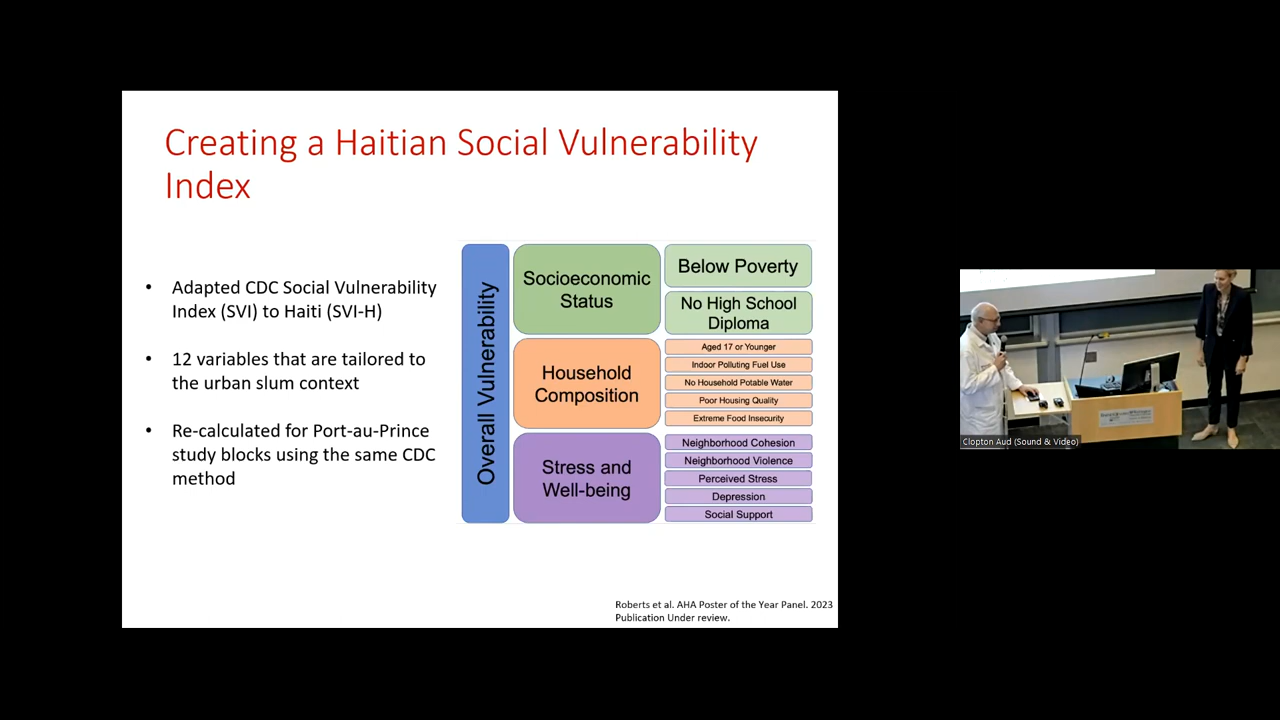 Creating a Haitian Social Vulnerability
Index
• Adapted CDC Social Vulnerability
Index (SVI) to Haiti (SVI-H)
• 12 variables that are tailored to
the urban slum context
• Re-calculated for Port-au-Prince
study blocks using the same CDC
method
Overall Vulnerability
Socioeconomic
Status
Below Poverty
No High School
Diploma
Household
Composition
Aged 17 or Younger
Indoor Polluting Fuel Use
No Household Potable Water
Poor Housing Quality
Extreme Food Insecurity
Stress and
Well-being
Neighborhood Cohesion
Neighborhood Violence
Perceived Stress
Depression
Social Support
Roberts et al. AHA Poster of the Year Panel. 2023
Publication Under review.
Clopton Aud (Sound & Video)